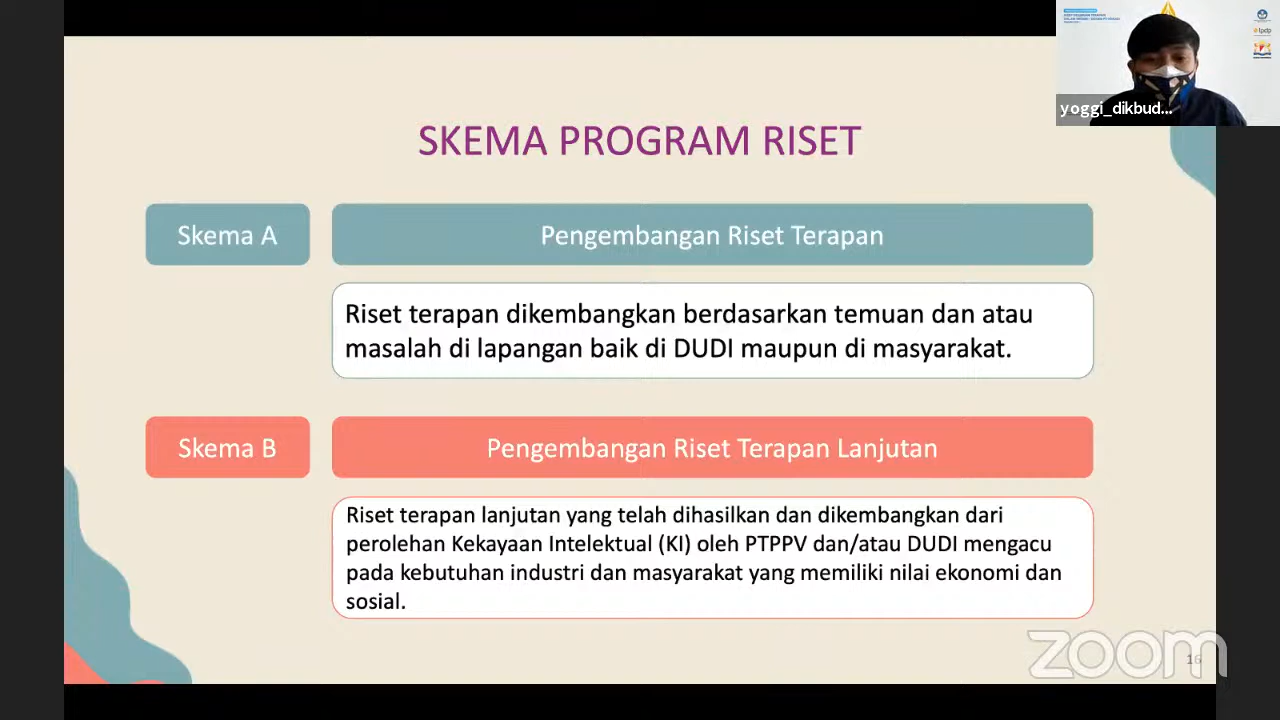 yoggi_dikbud...
SKEMA PROGRAM RISET
Skema A
Pengembangan Riset Terapan
Riset terapan dikembangkan berdasarkan temuan dan atau
masalah di lapangan baik di DUDI maupun di masyarakat.
Skema B
Pengembangan Riset Terapan Lanjutan
Riset terapan lanjutan yang telah dihasilkan dan dikembangkan dari
perolehan Kekayaan Intelektual (KI) oleh PTPPV dan/atau DUDI mengacu
pada kebutuhan industri dan masyarakat yang memiliki nilai ekonomi dan
sosial.
zoom
16